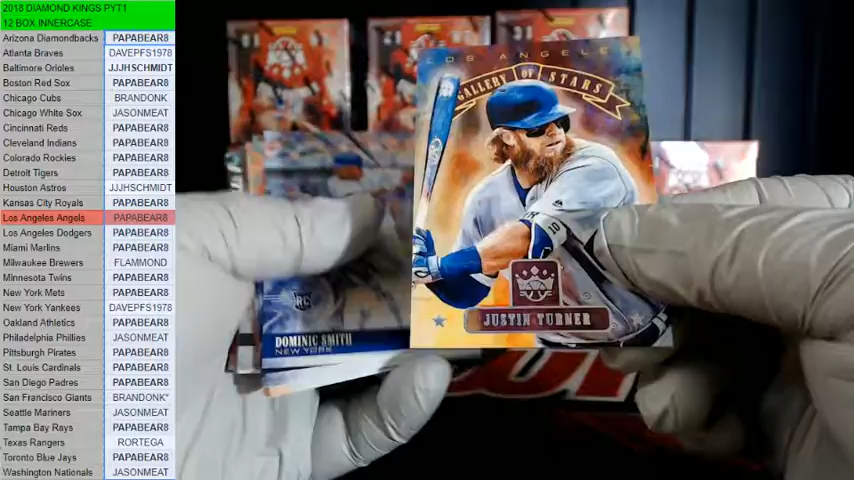 2018 DIAMOND KINGS PYT1
12 BOX INNERCASE
Arizona Diamondbacks PAPABEAR8
Atlanta Braves DAVEPFS1978
Baltimore Orioles JJJHSCHMIDT
Boston Red Sox PAPABEAR8
Chicago Cubs BRANDONK
Chicago White Sox JASONMEAT
Cincinnati Reds PAPABEAR8
Cleveland Indians PAPABEAR8
Colorado Rockies PAPABEAR8
Detroit Tigers PAPABEAR8
Houston Astros JJJHSCHMIDT
Kansas City Royals PAPABEAR8
Los Angeles Angels PAPABEAR8
Los Angeles Dodgers PAPABEAR8
Miami Marlins PAPABEAR8
Milwaukee Brewers FLAMMOND
Minnesota Twins PAPABEAR8
New York Mets PAPABEAR8
New York Yankees DAVEPFS1978
Oakland Athletics PAPABEAR8
Philadelphia Phillies JASONMEAT
Pittsburgh Pirates PAPABEAR8
St. Louis Cardinals PAPABEAR8
San Diego Padres PAPABEAR8
San Francisco Giants BRANDONK*
Seattle Mariners JASONMEAT
Tampa Bay Rays PAPABEAR8
Texas Rangers RORTEGA
Toronto Blue Jays PAPABEAR8
Washington Nationals JASONMEAT
LOS ANGELES
GALLERY OF STARS
10
JUSTIN TURNER
RC
DOMINIC SMITH
NEW YORK